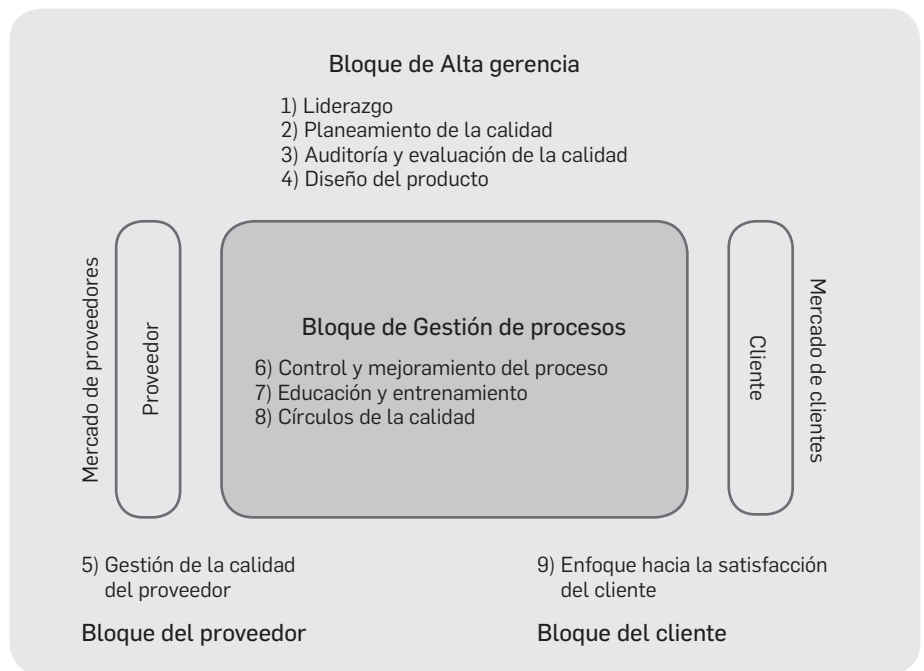 Bloque de Alta gerencia
1) Liderazgo
2) Planeamiento de la calidad
3) Auditoría y evaluación de la calidad
4) Diseño del producto
Mercado de proveedores
Proveedor
Bloque de Gestión de procesos
6) Control y mejoramiento del proceso
7) Educación y entrenamiento
8) Círculos de la calidad
Cliente
Mercado de clientes
5) Gestión de la calidad
del proveedor
Bloque del proveedor
9) Enfoque hacia la satisfacción
del cliente
Bloque del cliente